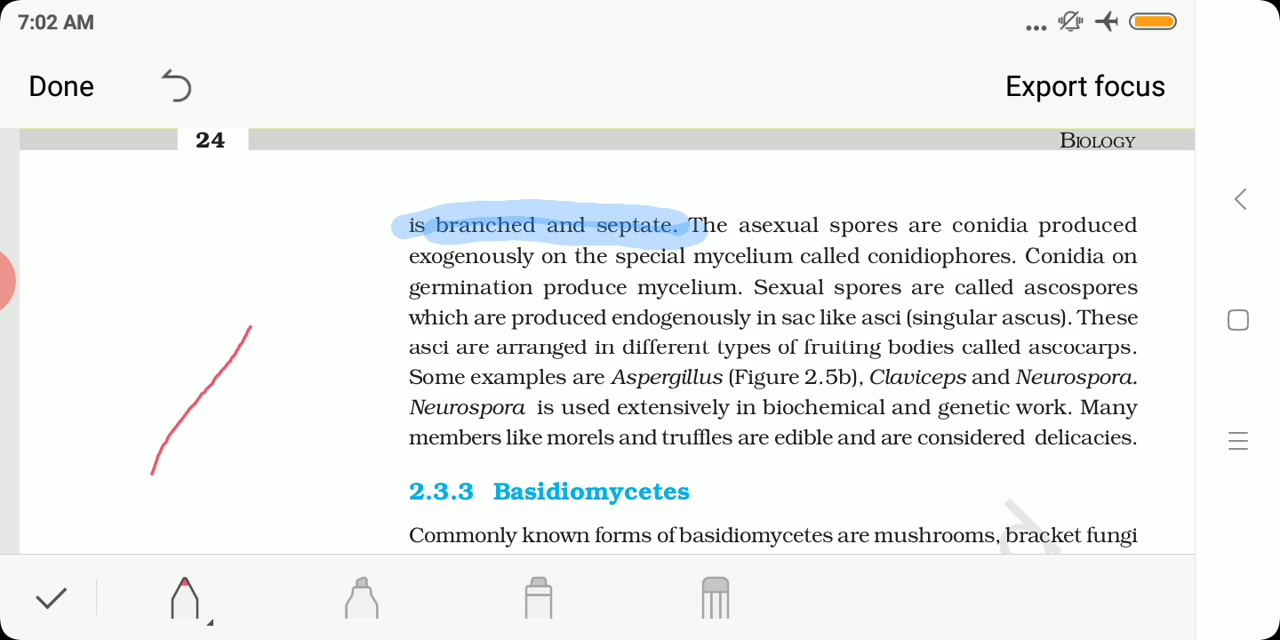 7:02 AM
Done
Export focus
24
BIOLOGY
is branched and septate. The asexual spores are conidia produced
exogenously on the special mycelium called conidiophores. Conidia on
germination produce mycelium. Sexual spores are called ascospores
which are produced endogenously in sac like asci (singular ascus). These
asci are arranged in different types of fruiting bodies called ascocarps.
Some examples are Aspergillus (Figure 2.5b), Claviceps and Neurospora.
Neurospora is used extensively in biochemical and genetic work. Many
members like morels and truffles are edible and are considered delicacies.
2.3.3 Basidiomycetes
Commonly known forms of basidiomycetes are mushrooms, bracket fungi
d